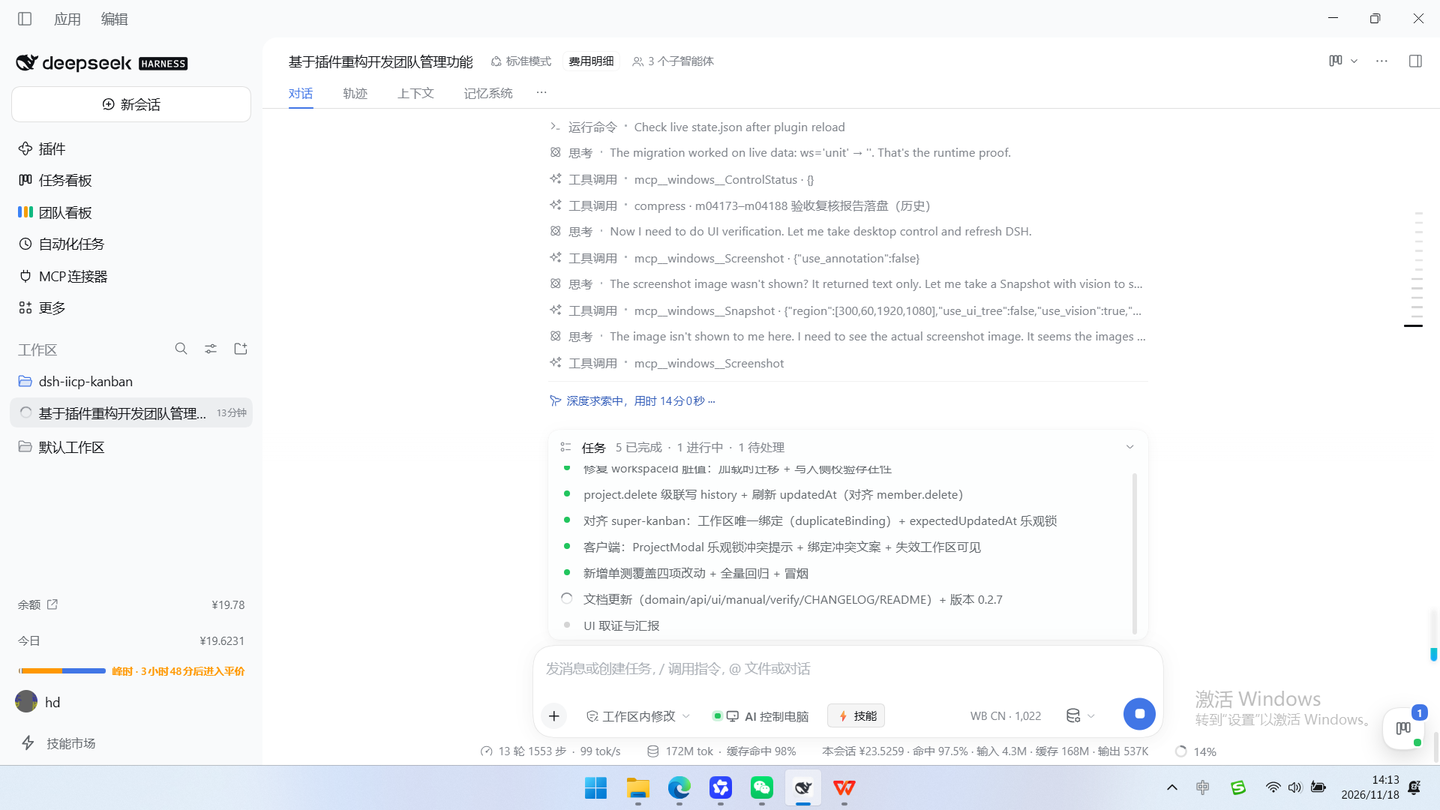 应用 编辑
deepseek HARNESS
新会话
插件
任务看板
团队看板
自动化任务
MCP 连接器
更多
工作区
dsh-iicp-kanban
基于插件重构开发团队管理... 13分钟
默认工作区
余额 ¥19.78
今日 ¥19.6231
峰时 · 3小时48分后进入平价
hd
技能市场
基于插件重构开发团队管理功能 标准模式 费用明细 3 个子智能体
对话 轨迹 上下文 记忆系统 ...
运行命令 · Check live state.json after plugin reload
思考 · The migration worked on live data: ws='unit' → ''. That's the runtime proof.
工具调用 · mcp__windows__ControlStatus · {}
工具调用 · compress · m04173–m04188 验收复核报告落盘（历史）
思考 · Now I need to do UI verification. Let me take desktop control and refresh DSH.
工具调用 · mcp__windows__Screenshot · {"use_annotation":false}
思考 · The screenshot image wasn't shown? It returned text only. Let me take a Snapshot with vision to s...
工具调用 · mcp__windows__Snapshot · {"region":[300,60,1920,1080],"use_ui_tree":false,"use_vision":true,"...
思考 · The image isn't shown to me here. I need to see the actual screenshot image. It seems the images ...
工具调用 · mcp__windows__Screenshot
深度求索中，用时 14分0秒 ...
任务 5 已完成 · 1 进行中 · 1 待处理
修复 workspaceId 脏值：加载时迁移 + 写入侧校验存在性
project.delete 级联写 history + 刷新 updatedAt（对齐 member.delete）
对齐 super-kanban：工作区唯一绑定（duplicateBinding）+ expectedUpdatedAt 乐观锁
客户端：ProjectModal 乐观锁冲突提示 + 绑定冲突文案 + 失效工作区可见
新增单测覆盖四项改动 + 全量回归 + 冒烟
文档更新（domain/api/ui/manual/verify/CHANGELOG/README）+ 版本 0.2.7
UI 取证与汇报
发消息或创建任务, / 调用指令, @ 文件或对话
工作区内修改 AI 控制电脑 技能 WB CN · 1,022
13 轮 1553 步 · 99 tok/s 172M tok · 缓存命中 98% 本会话 ¥23.5259 · 命中 97.5% · 输入 4.3M · 缓存 168M · 输出 537K 14%
激活 Windows
转到"设置"以激活 Windows。
1
中
14:13
2026/11/18